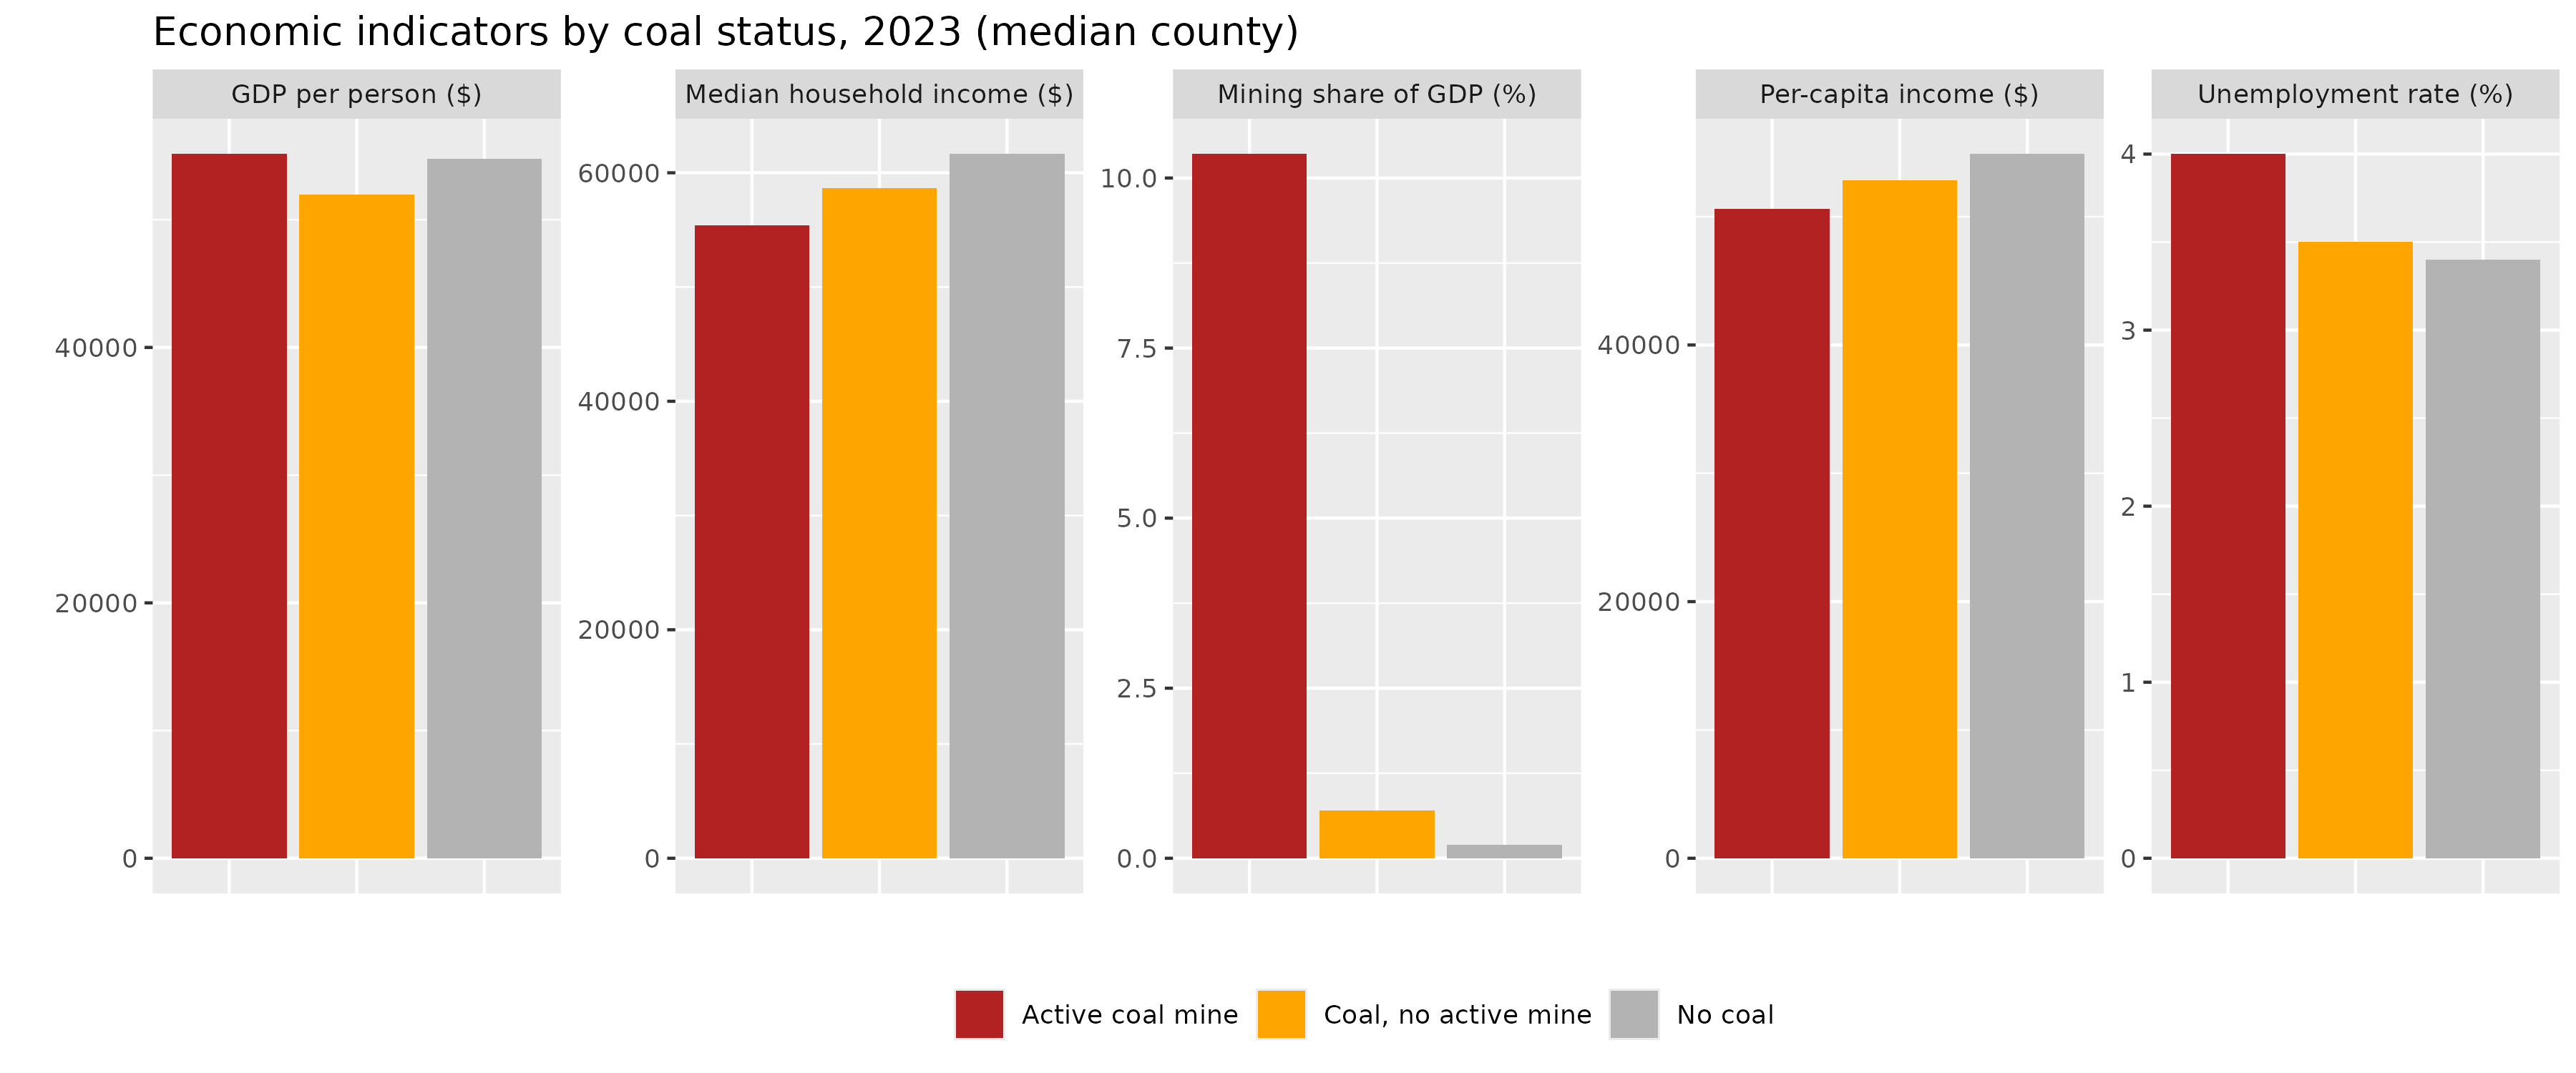 Economic indicators by coal status, 2023 (median county)
GDP per person ($)
40000
20000
0
Median household income ($)
60000
40000
20000
0
Mining share of GDP (%)
10.0
7.5
5.0
2.5
0.0
Per-capita income ($)
40000
20000
0
Unemployment rate (%)
4
3
2
1
0
Active coal mine
Coal, no active mine
No coal